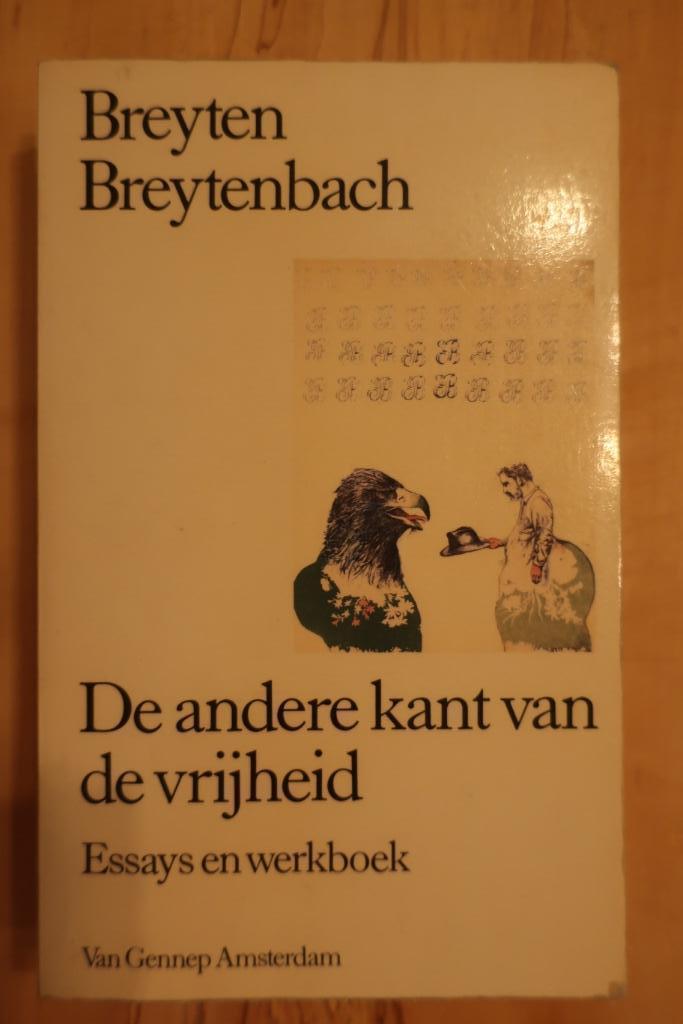 Breyten
Breytenbach
De andere kant van
de vrijheid
Essays en werkboek
Van Gennep Amsterdam